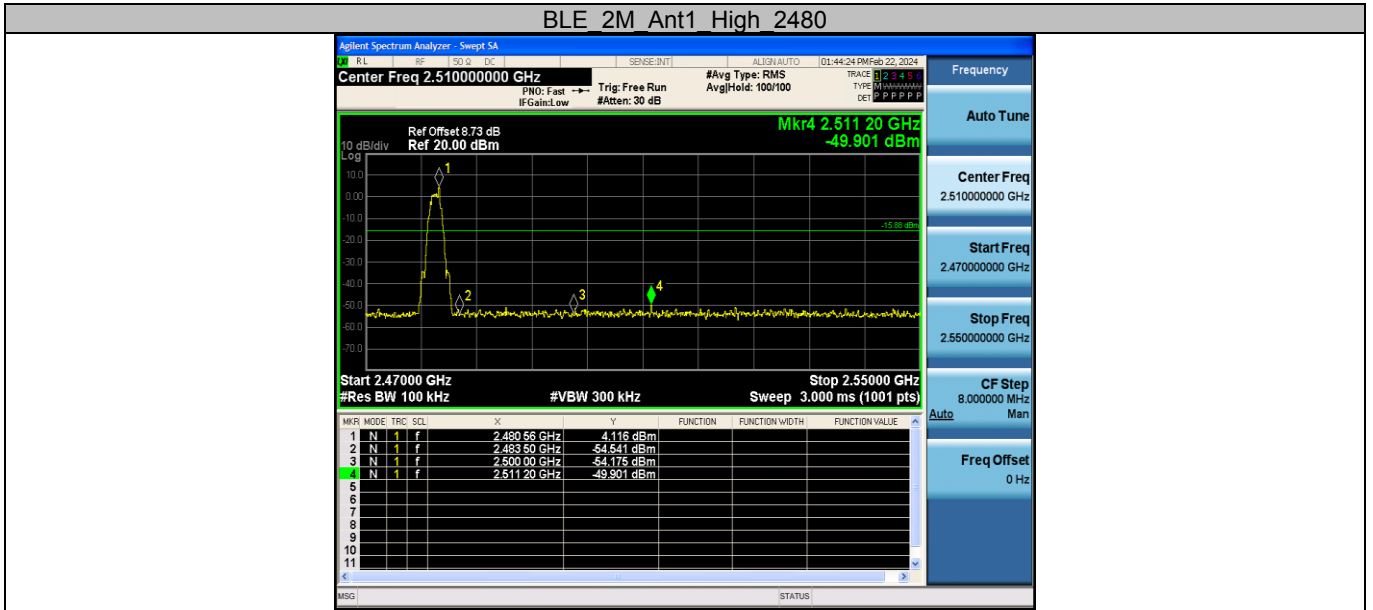 BLE_2M_Ant1_High_2480
Agilent Spectrum Analyzer - Swept SA
RL RF 50 Ω DC SENSE:INT ALIGN AUTO 01:44:24 PM Feb 22, 2024
Center Freq 2.510000000 GHz
PNO: Fast
IFGain:Low
Trig: Free Run
#Atten: 30 dB
#Avg Type: RMS
Avg|Hold: 100/100
TRACE 1 2 3 4 5 6
TYPE M
DET P P P P P P
Mkr4 2.511 20 GHz
-49.901 dBm
Ref Offset 8.73 dB
10 dB/div Ref 20.00 dBm
Log
10.0
0.00
-10.0
-20.0
-30.0
-40.0
-50.0
-60.0
-70.0
1
2
3
4
-15.88 dBm
Start 2.47000 GHz Stop 2.55000 GHz
#Res BW 100 kHz #VBW 300 kHz Sweep 3.000 ms (1001 pts)
MKR MODE TRC SCL X Y FUNCTION FUNCTION WIDTH FUNCTION VALUE
1 N 1 f 2.480 56 GHz 4.116 dBm
2 N 1 f 2.483 50 GHz -54.541 dBm
3 N 1 f 2.500 00 GHz -54.175 dBm
4 N 1 f 2.511 20 GHz -49.901 dBm
5
6
7
8
9
10
11
MSG STATUS
Frequency
Auto Tune
Center Freq
2.510000000 GHz
Start Freq
2.470000000 GHz
Stop Freq
2.550000000 GHz
CF Step
8.000000 MHz
Auto Man
Freq Offset
0 Hz